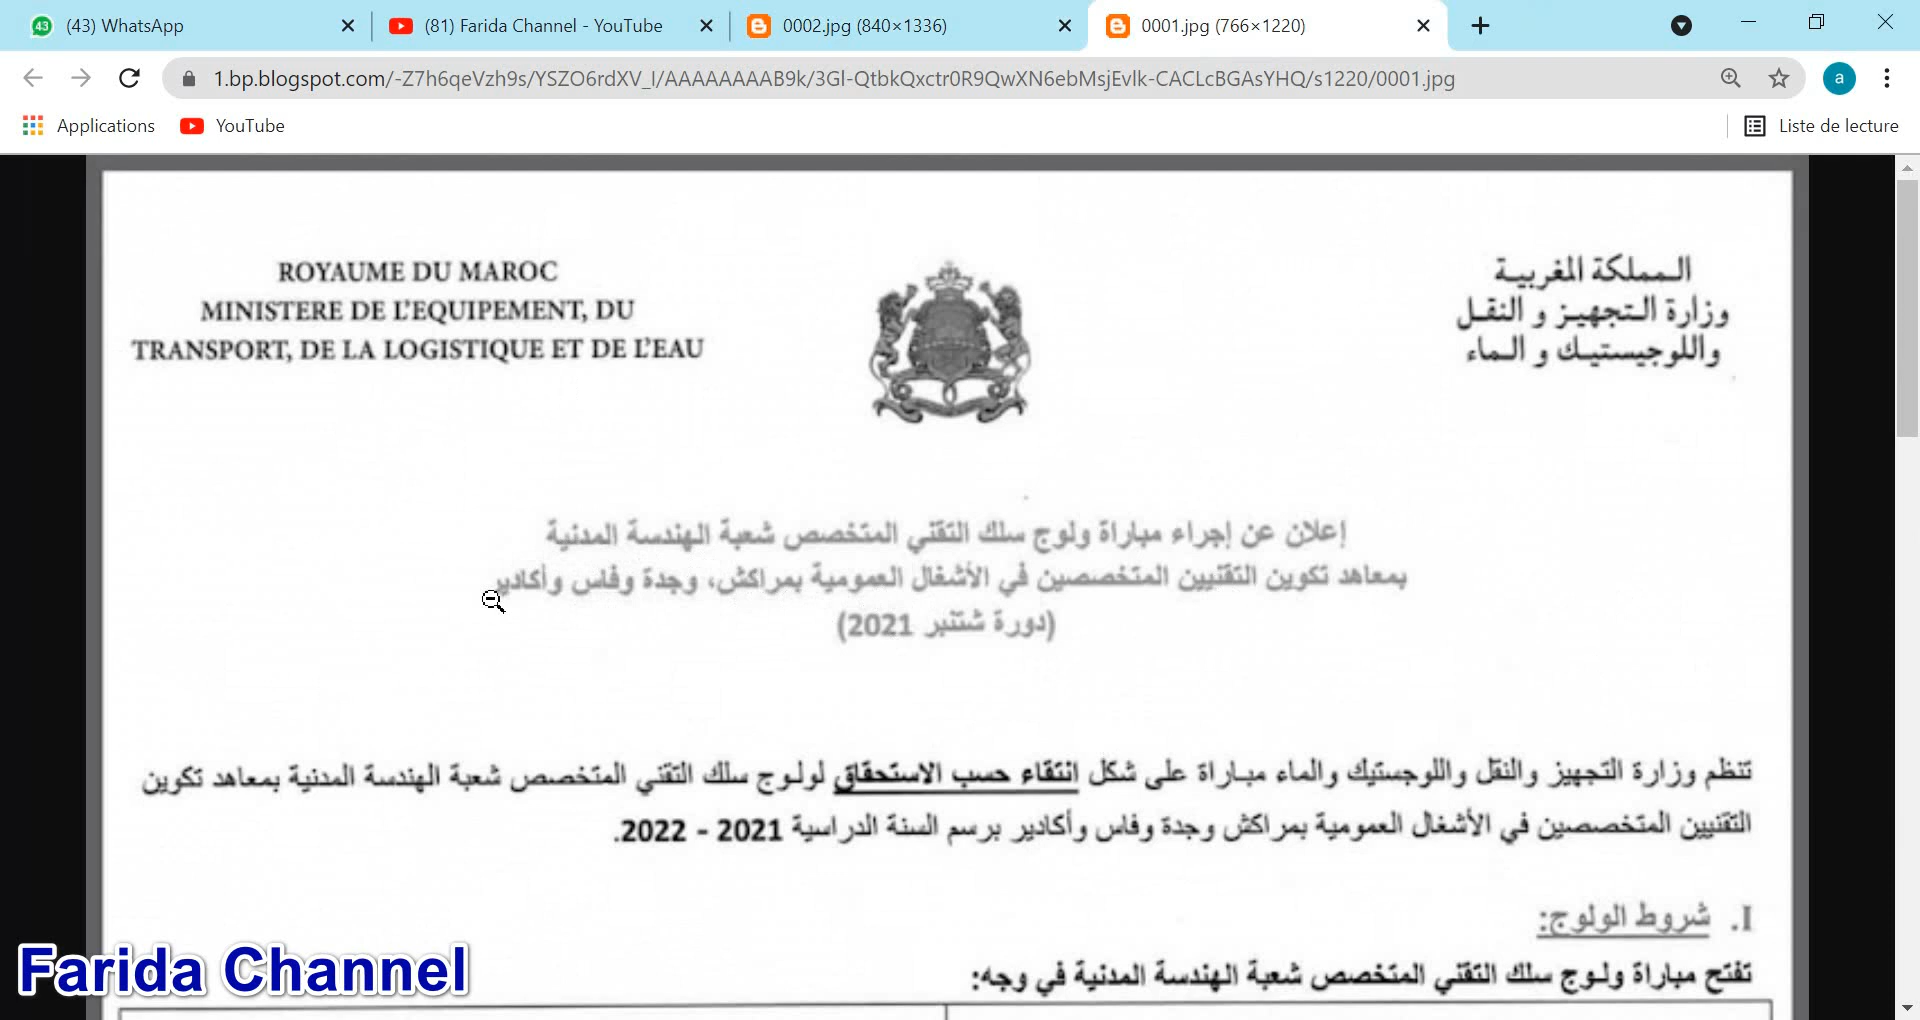 (43) WhatsApp
(81) Farida Channel - YouTube
0002.jpg (840×1336)
0001.jpg (766×1220)
1.bp.blogspot.com/-Z7h6qeVzh9s/YSZO6rdXV_I/AAAAAAAAB9k/3Gl-QtbkQxctr0R9QwXN6ebMsjEvlk-CACLcBGAsYHQ/s1220/0001.jpg
a
Applications
YouTube
Liste de lecture
ROYAUME DU MAROC
MINISTERE DE L'EQUIPEMENT, DU
TRANSPORT, DE LA LOGISTIQUE ET DE L'EAU
المملكة المغربية
وزارة التجهيز و النقل
واللوجيستيك و الماء
إعلان عن إجراء مباراة ولوج سلك التقني المتخصص شعبة الهندسة المدنية
بمعاهد تكوين التقنيين المتخصصين في الأشغال العمومية بمراكش، وجدة وفاس وأكادير
(دورة شتنبر 2021)
تنظم وزارة التجهيز والنقل واللوجستيك والماء مباراة على شكل انتقاء حسب الاستحقاق لولوج سلك التقني المتخصص شعبة الهندسة المدنية بمعاهد تكوين
التقنيين المتخصصين في الأشغال العمومية بمراكش وجدة وفاس وأكادير برسم السنة الدراسية 2021 - 2022.
I. شروط الولوج:
تفتح مباراة ولوج سلك التقني المتخصص شعبة الهندسة المدنية في وجه:
Farida Channel